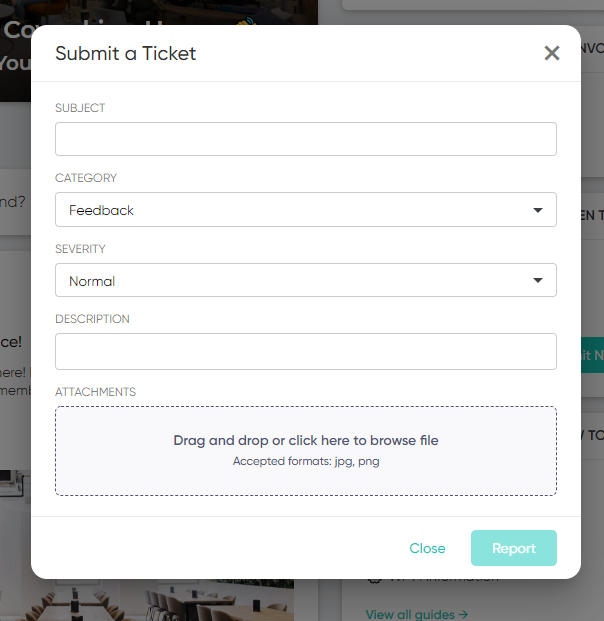 You
Submit a Ticket
SUBJECT
CATEGORY
Feedback
SEVERITY
Normal
DESCRIPTION
ATTACHMENTS
Drag and drop or click here to browse file
Accepted formats: jpg, png
Close
Report
View all guides →